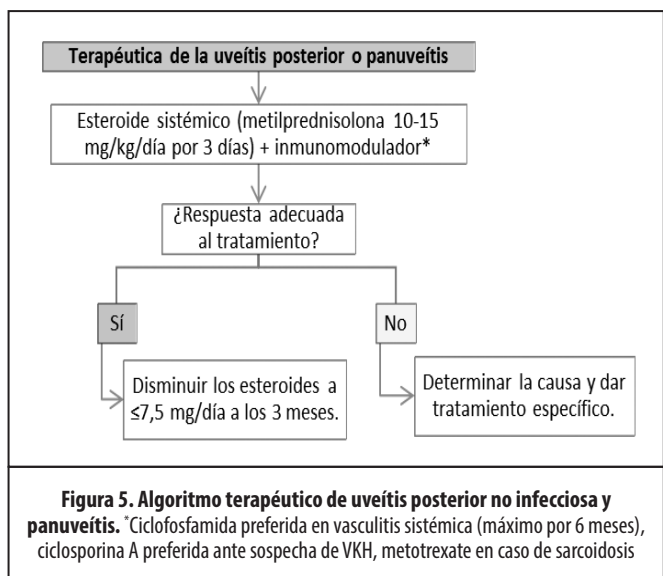 Terapéutica de la uveítis posterior o panuveítis
Esteroide sistémico (metilprednisolona 10-15
mg/kg/día por 3 días) + inmunomodulador*
¿Respuesta adecuada
al tratamiento?
Sí
No
Disminuir los esteroides a
≤7,5 mg/día a los 3 meses.
Determinar la causa y dar
tratamiento específico.
Figura 5. Algoritmo terapéutico de uveítis posterior no infecciosa y
panuveítis. *Ciclofosfamida preferida en vasculitis sistémica (máximo por 6 meses),
ciclosporina A preferida ante sospecha de VKH, metotrexate en caso de sarcoidosis